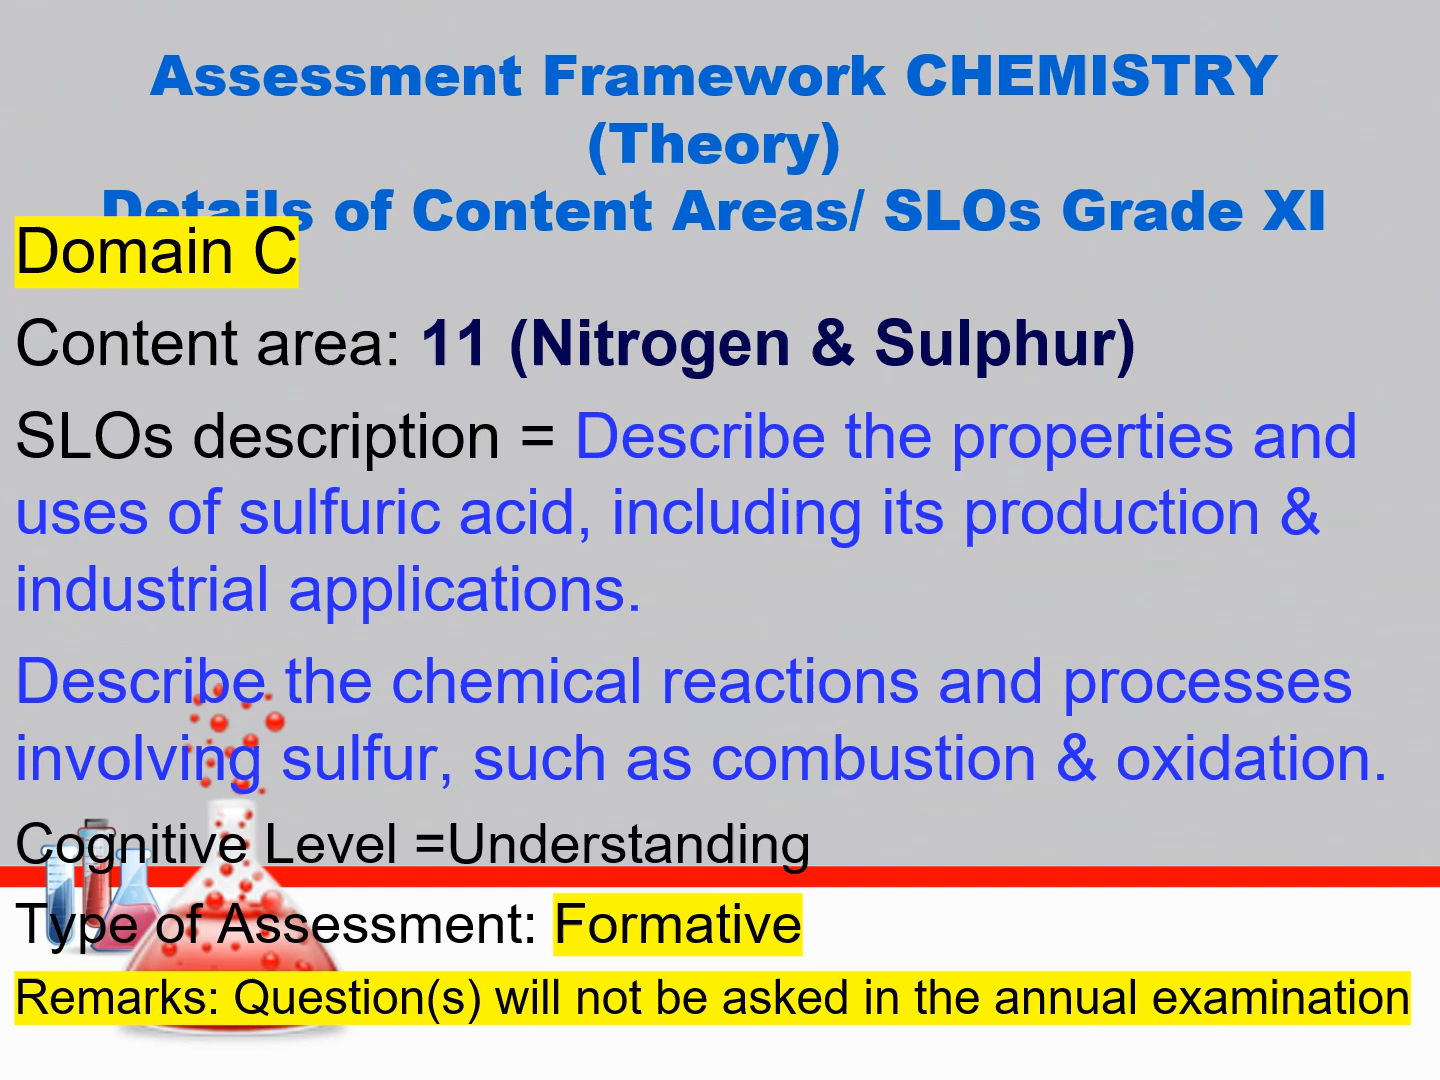 Assessment Framework CHEMISTRY
(Theory)
Details of Content Areas/ SLOs Grade XI
Domain C
Content area: 11 (Nitrogen & Sulphur)
SLOs description = Describe the properties and
uses of sulfuric acid, including its production &
industrial applications.
Describe the chemical reactions and processes
involving sulfur, such as combustion & oxidation.
Cognitive Level =Understanding
Type of Assessment: Formative
Remarks: Question(s) will not be asked in the annual examination